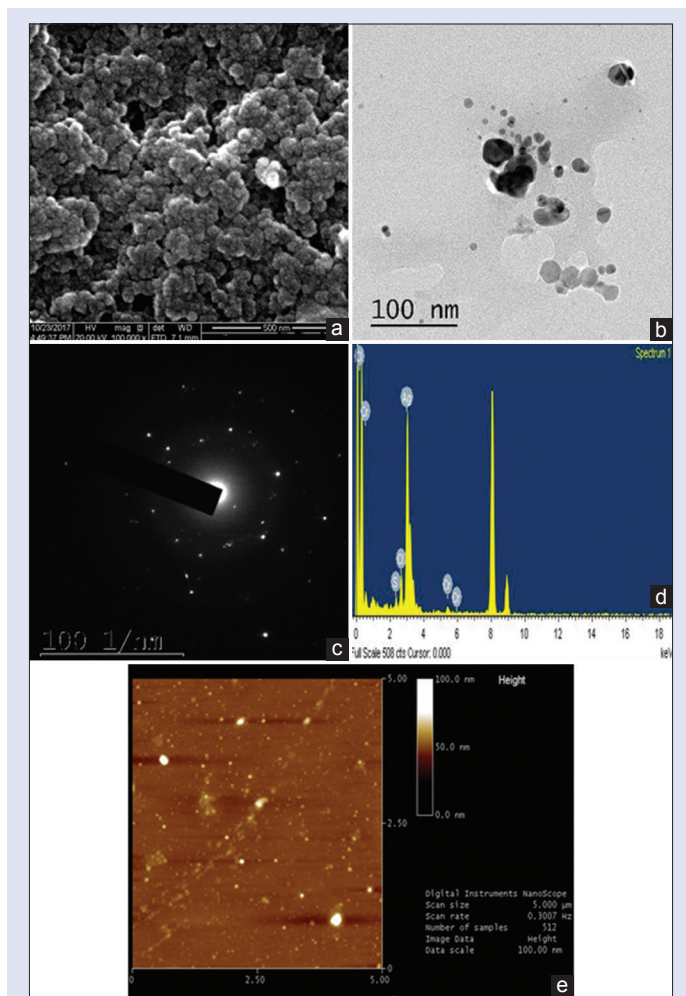 10/23/2017 HV mag det WD 500 nm
4:49:37 PM 20.00 kV 100,000 x ETD 7.1 mm
a
100 nm
b
100 1/nm
c
Spectrum 1
0 2 4 6 8 10 12 14 16 18
Full Scale 508 cts Cursor: 0.000 keV
d
5.00
2.50
0
0 2.50 5.00
100.0 nm
50.0 nm
0.0 nm
Height
Digital Instruments NanoScope
Scan size 5.000 µm
Scan rate 0.3007 Hz
Number of samples 512
Image Data Height
Data scale 100.00 nm
e